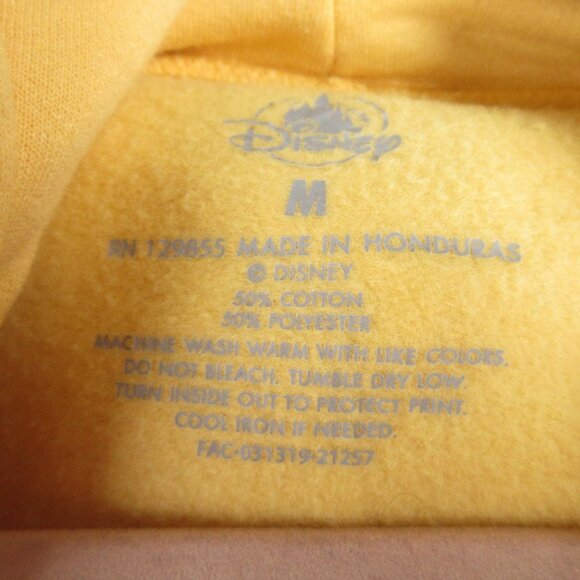 Disney
M
RN 129655 MADE IN HONDURAS
© DISNEY
50% COTTON
50% POLYESTER
MACHINE WASH WARM WITH LIKE COLORS.
DO NOT BLEACH. TUMBLE DRY LOW.
TURN INSIDE OUT TO PROTECT PRINT.
COOL IRON IF NEEDED.
FAC-031319-21257